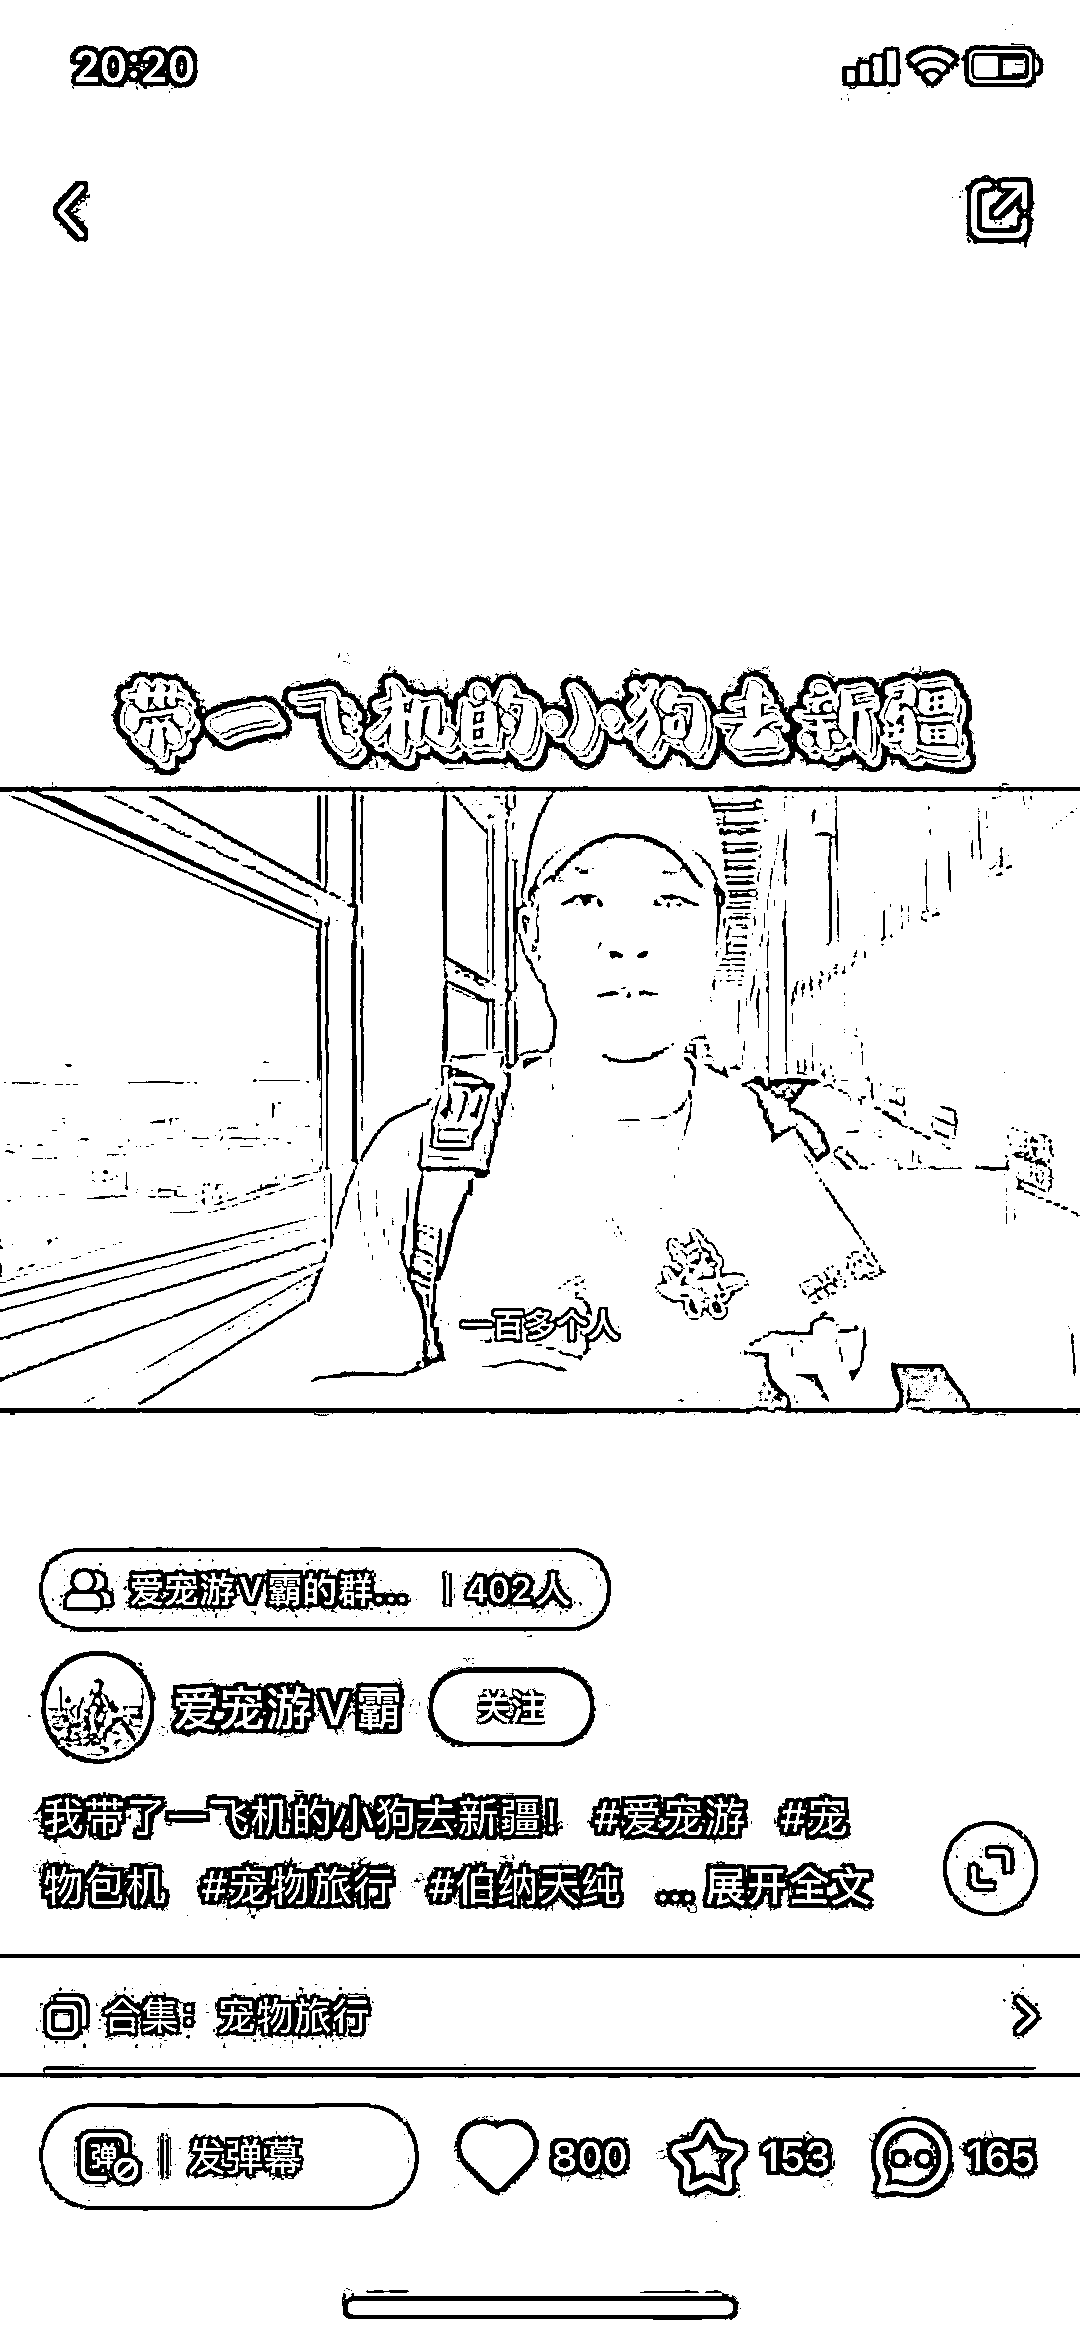 20:20
带一飞机的小狗去新疆
一百多个人
爱宠游V霸的群... | 402人
爱宠游V霸
关注
我带了一飞机的小狗去新疆! #爱宠游 #宠
物包机 #宠物旅行 #伯纳天纯 ... 展开全文
合集: 宠物旅行
弹 | 发弹幕 800 153 165